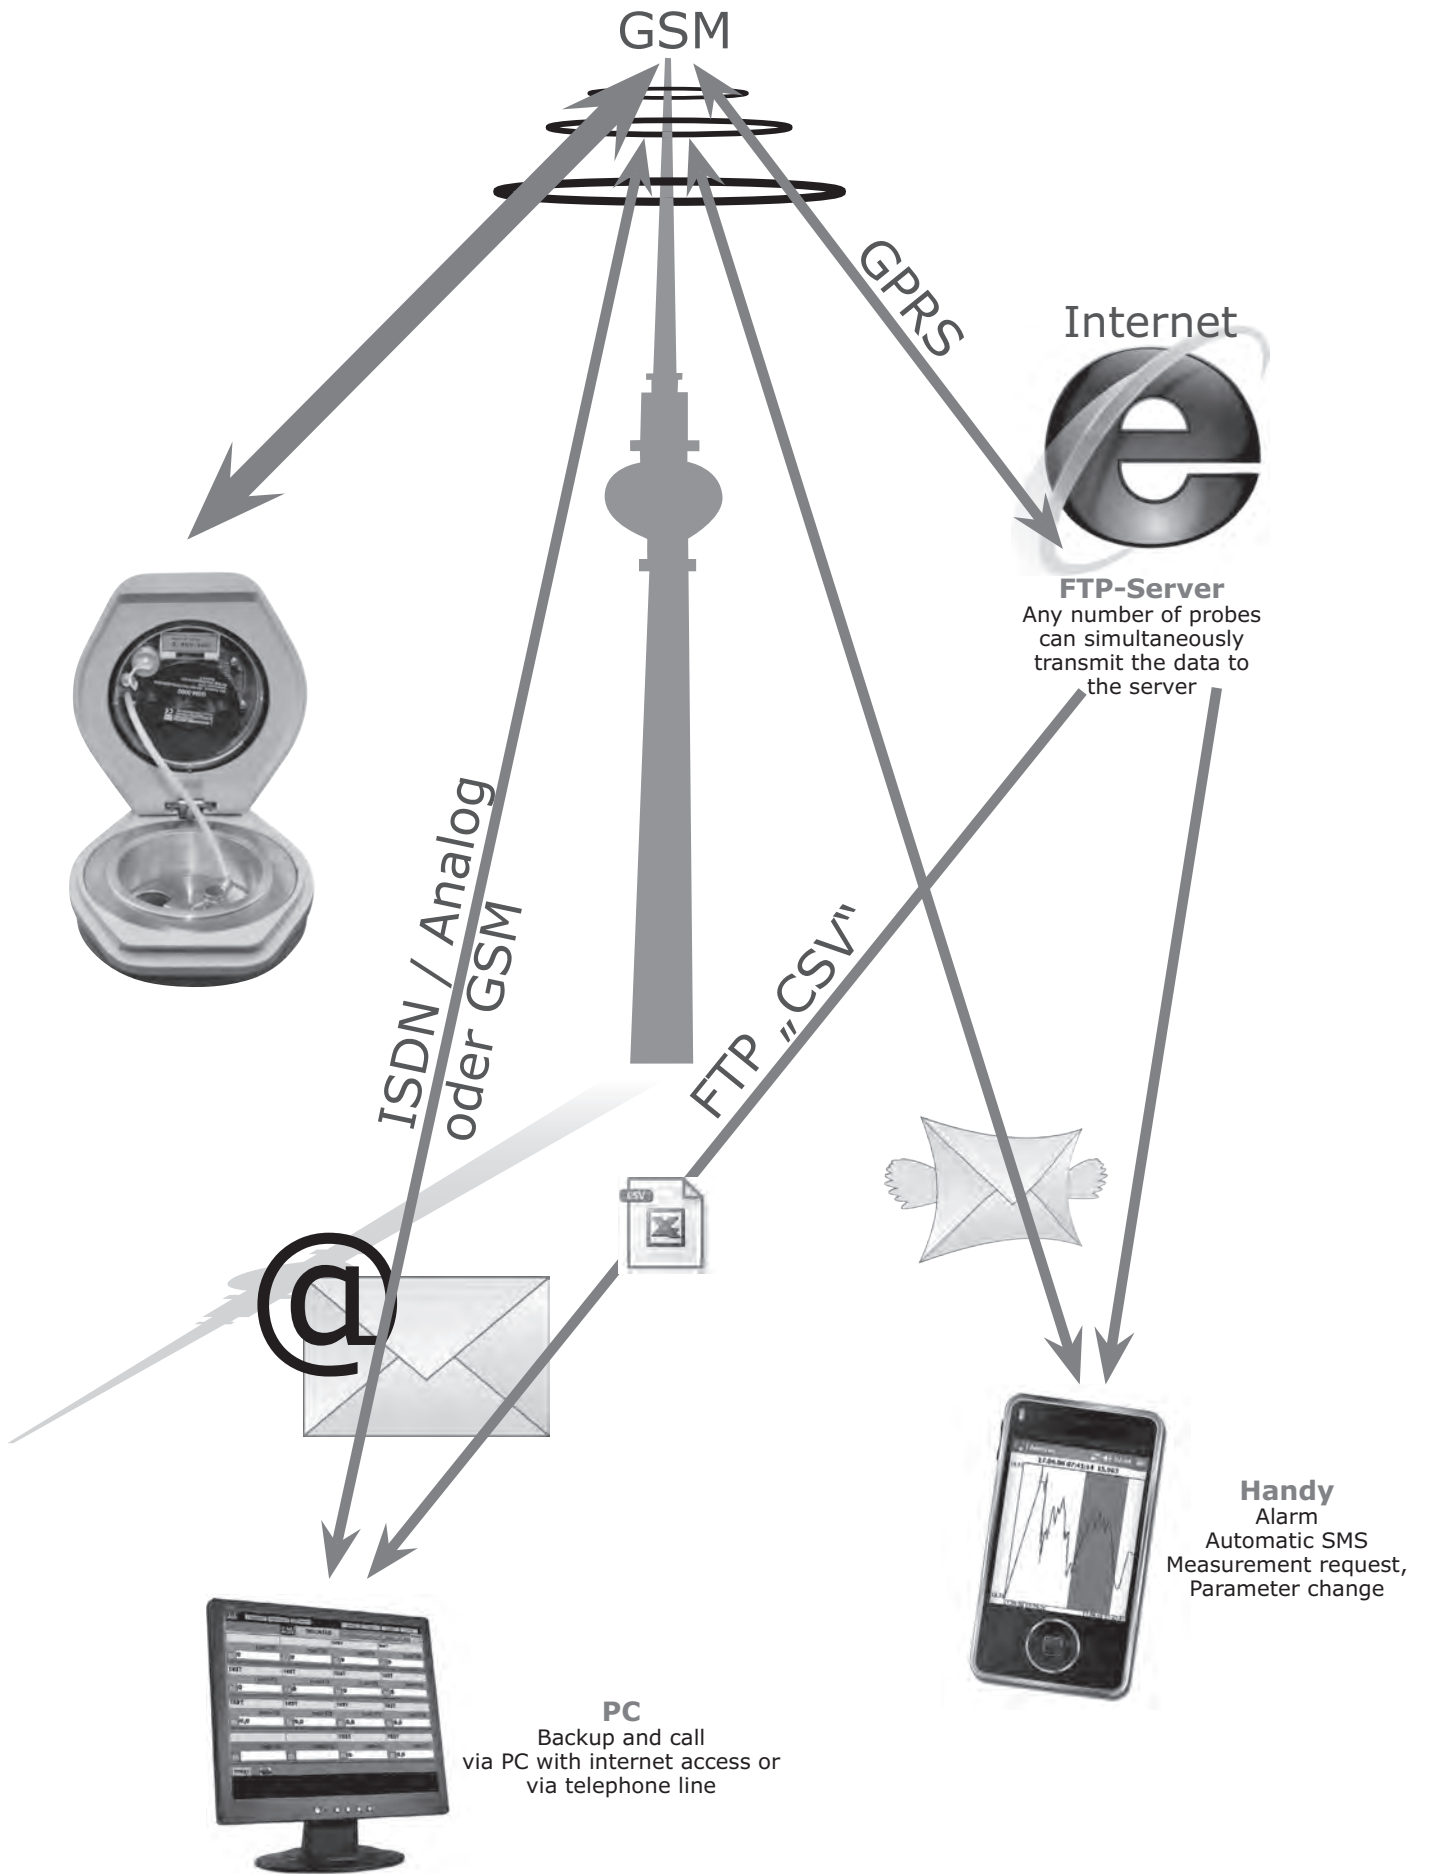 GSM
GPRS
Internet
FTP-Server
Any number of probes
can simultaneously
transmit the data to
the server
ISDN / Analog
oder GSM
FTP „CSV“
CSV
@
Handy
Alarm
Automatic SMS
Measurement request,
Parameter change
PC
Backup and call
via PC with internet access or
via telephone line